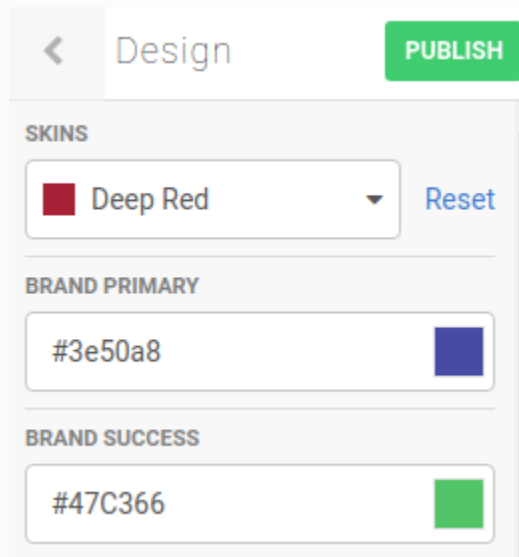 Design
PUBLISH
SKINS
Deep Red
Reset
BRAND PRIMARY
#3e50a8
BRAND SUCCESS
#47C366